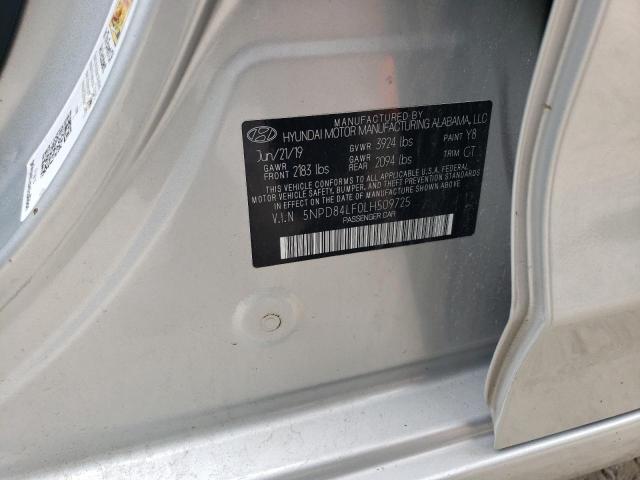 MANUFACTURED BY
HYUNDAI MOTOR MANUFACTURING ALABAMA, LLC
Jun/21/19 GVWR 3924 lbs PAINT Y8
GAWR FRONT 2183 lbs GAWR REAR 2094 lbs TRIM GT
THIS VEHICLE CONFORMS TO ALL APPLICABLE U.S.A. FEDERAL
MOTOR VEHICLE SAFETY, BUMPER, AND THEFT PREVENTION STANDARDS
IN EFFECT ON THE DATE OF MANUFACTURE SHOWN ABOVE.
V.I.N 5NPD84LF0LH509725
PASSENGER CAR